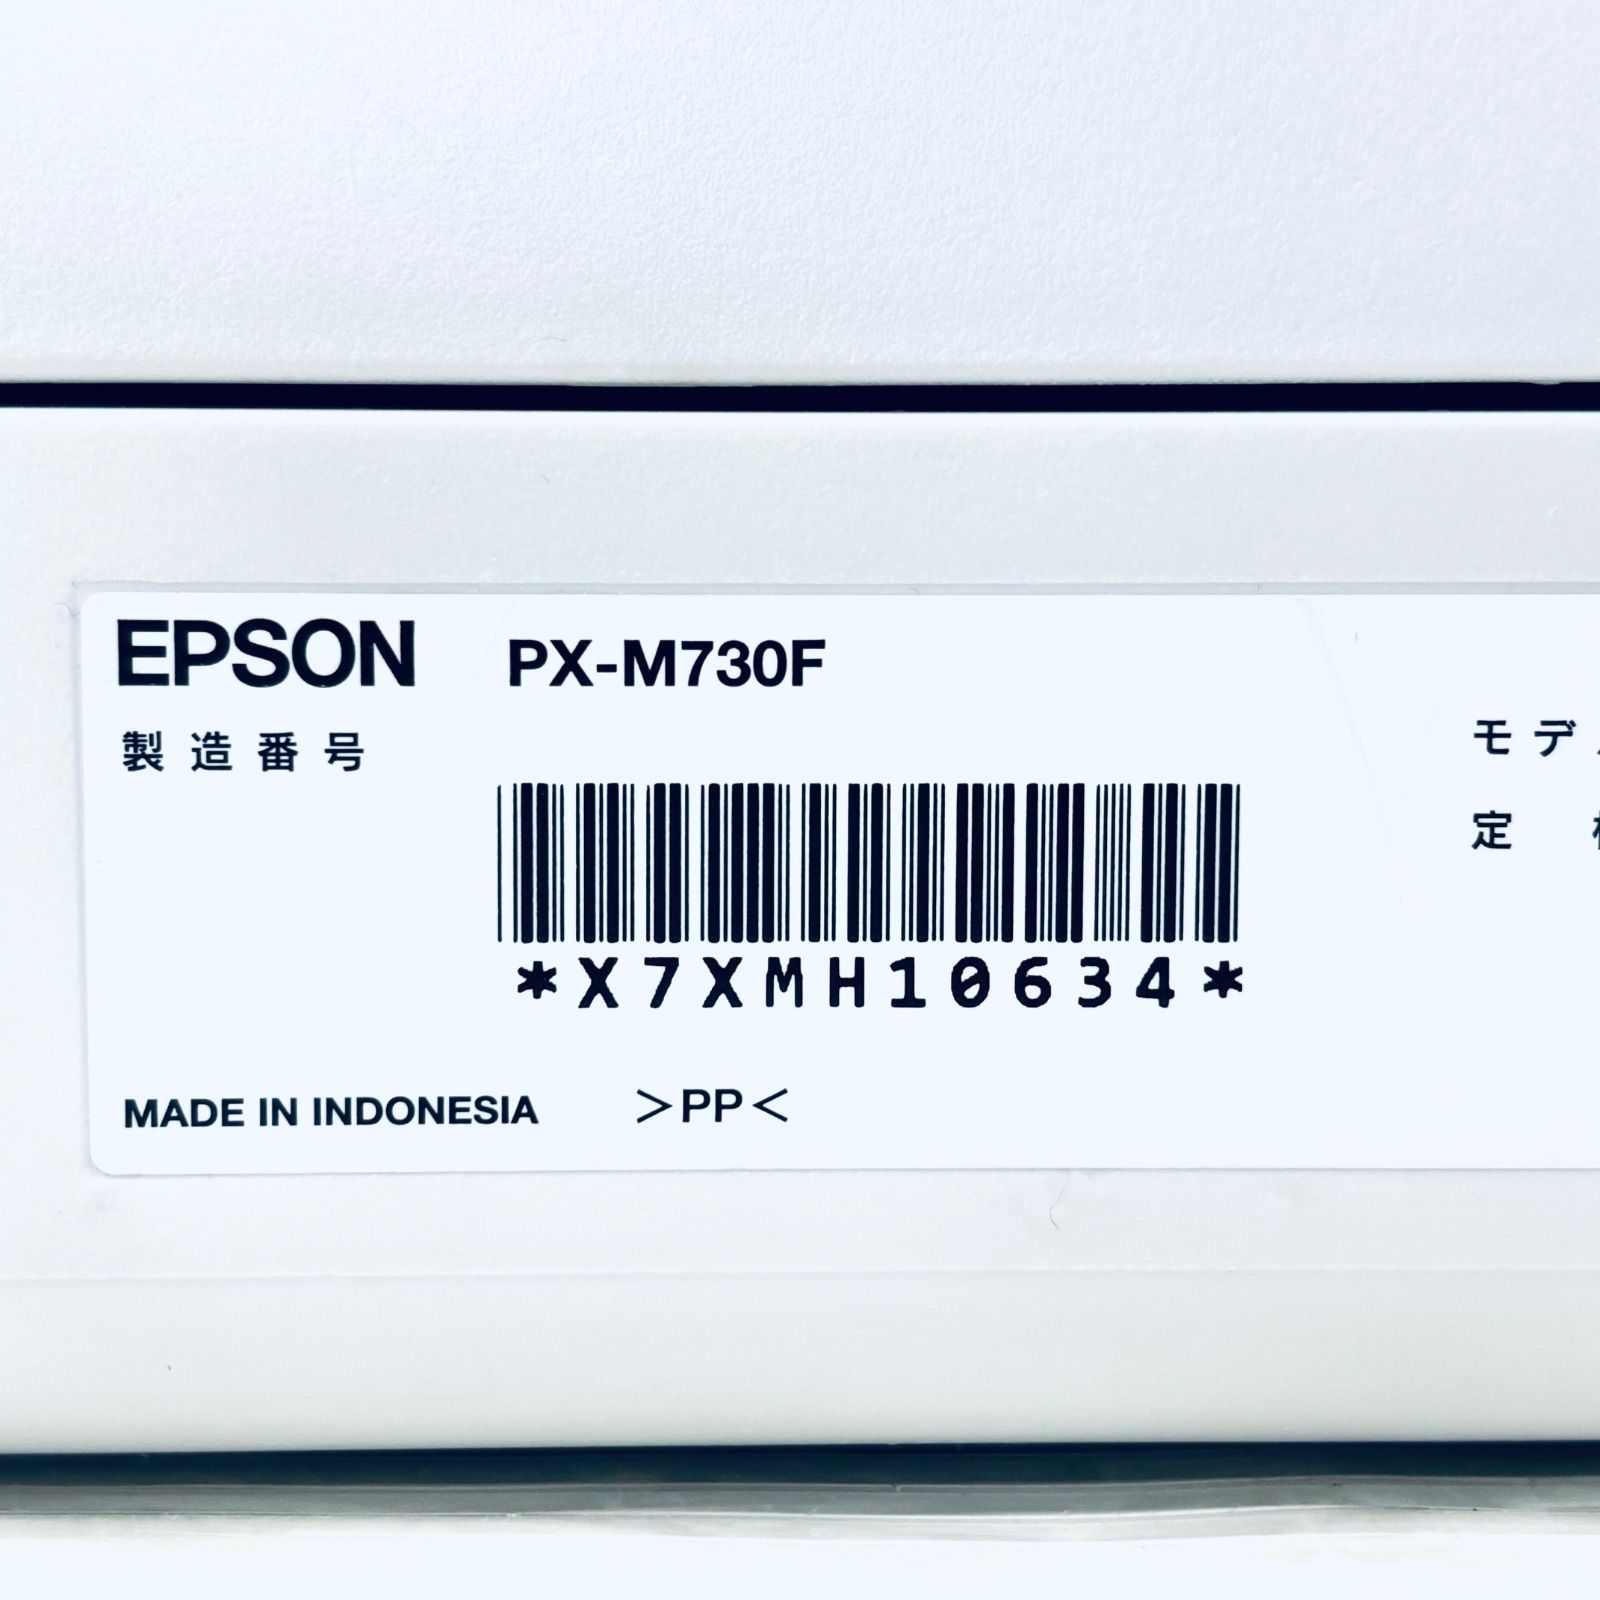 EPSON PX-M730F
製造番号
モデ
定
*X7XMH10634*
MADE IN INDONESIA >PP<